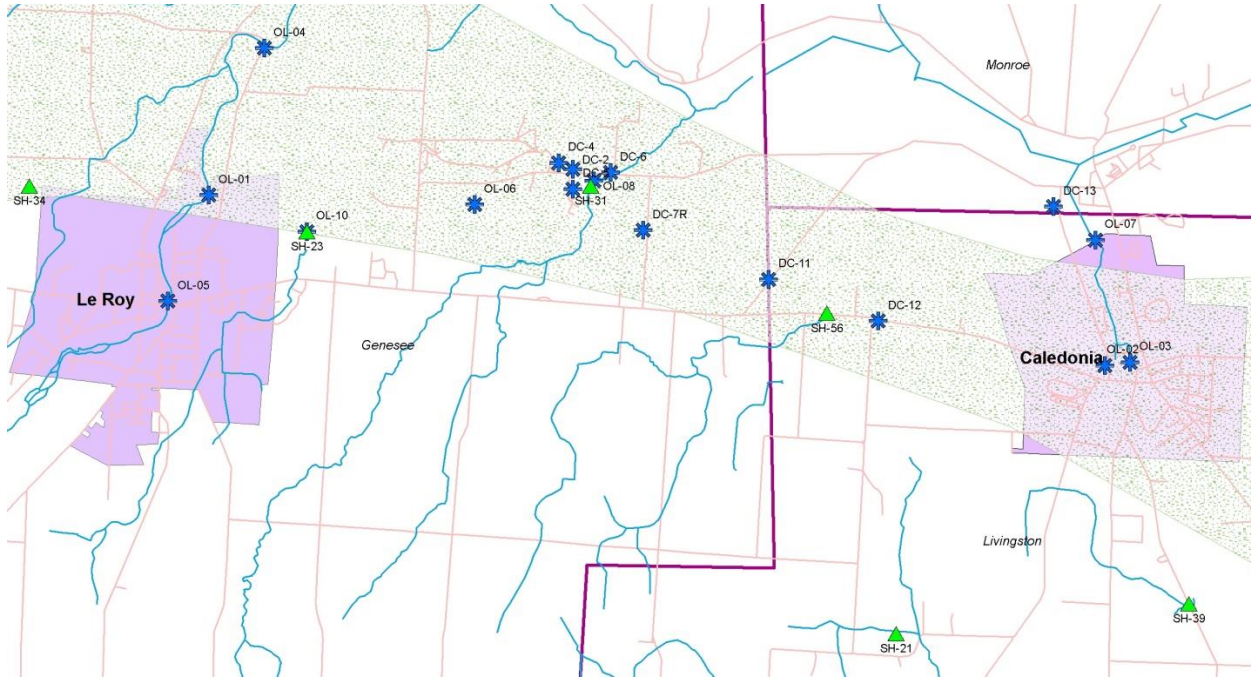 OL-04
Monroe
DC-4
DC-2
DC-6
OL-08
SH-31
SH-34
OL-01
OL-06
DC-13
OL-10
SH-23
DC-7R
OL-07
DC-11
Le Roy
OL-05
SH-56
DC-12
Genesee
Caledonia
OL-02
OL-03
Livingston
SH-39
SH-21